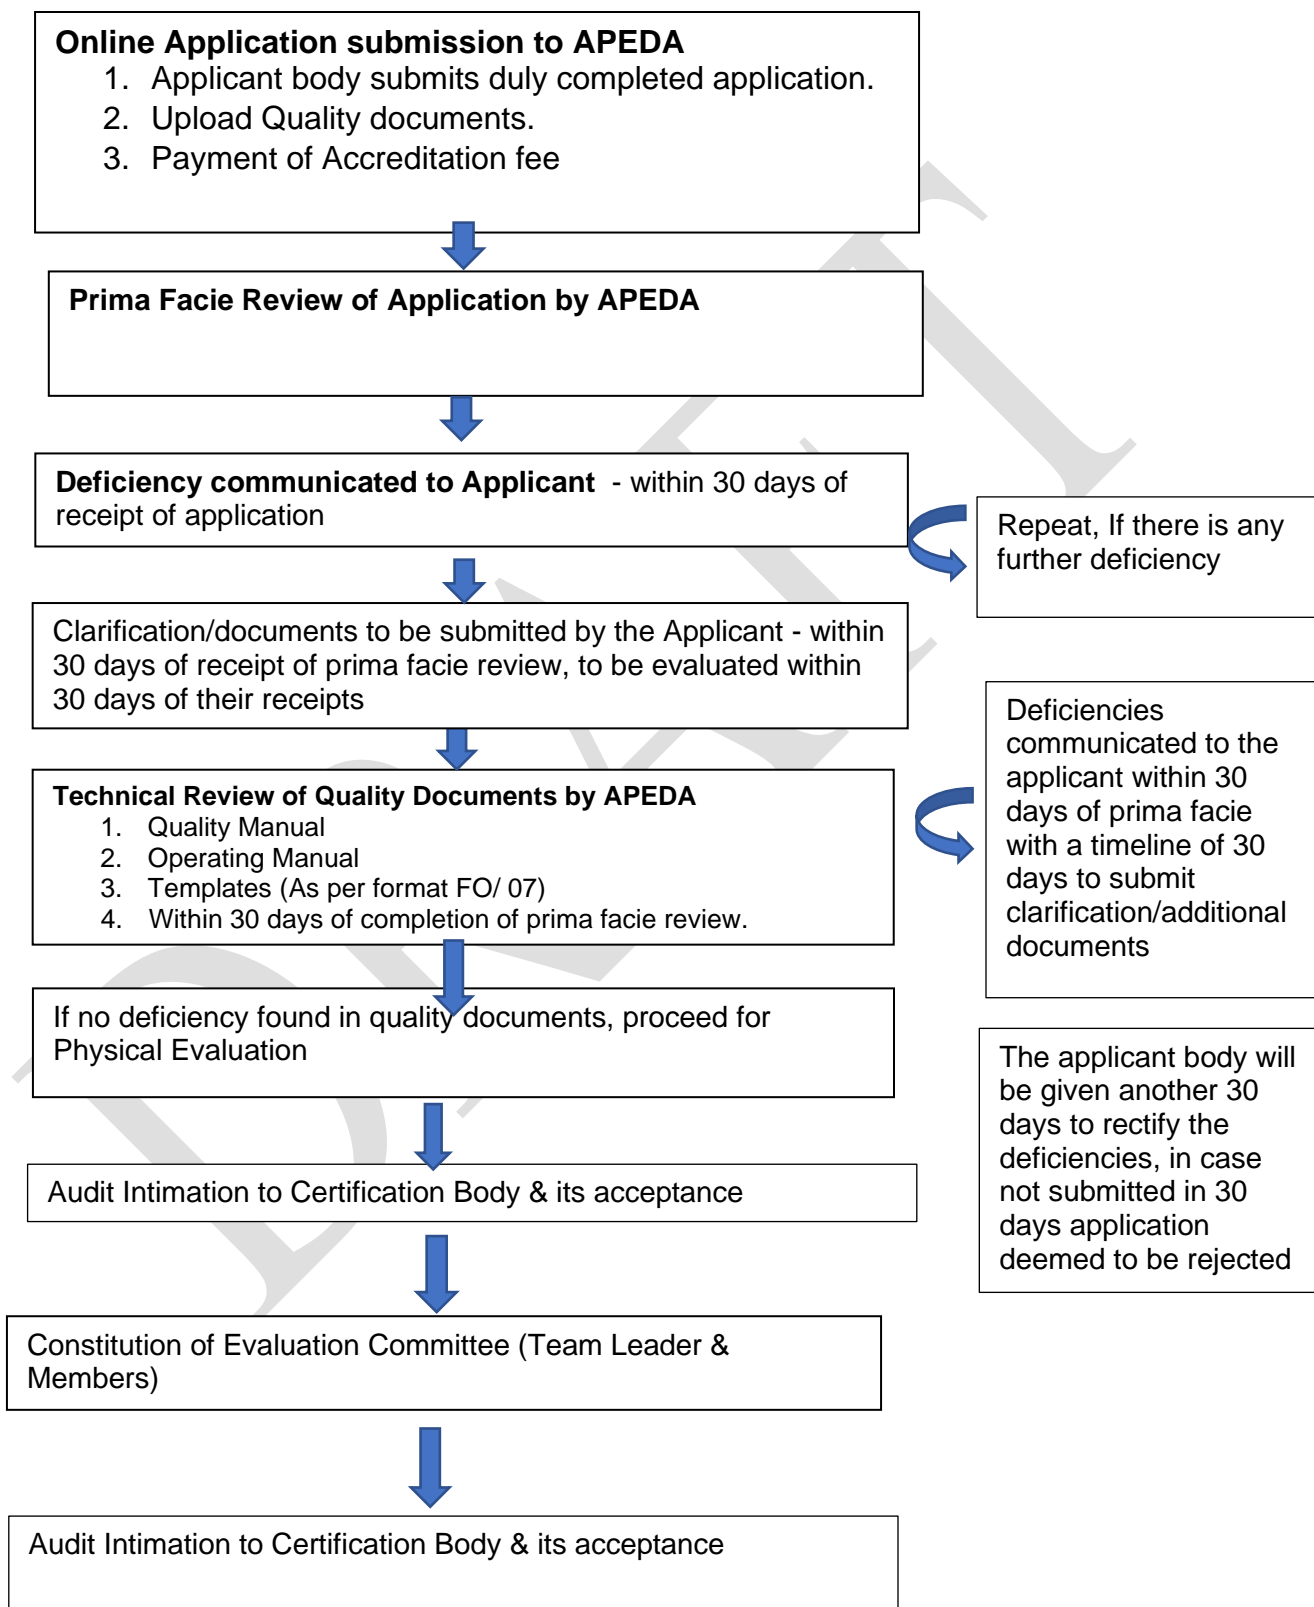 Online Application submission to APEDA
1. Applicant body submits duly completed application.
2. Upload Quality documents.
3. Payment of Accreditation fee
Prima Facie Review of Application by APEDA
Deficiency communicated to Applicant - within 30 days of
receipt of application
Repeat, If there is any
further deficiency
Clarification/documents to be submitted by the Applicant - within
30 days of receipt of prima facie review, to be evaluated within
30 days of their receipts
Technical Review of Quality Documents by APEDA
1. Quality Manual
2. Operating Manual
3. Templates (As per format FO/ 07)
4. Within 30 days of completion of prima facie review.
Deficiencies
communicated to the
applicant within 30
days of prima facie
with a timeline of 30
days to submit
clarification/additional
documents
If no deficiency found in quality documents, proceed for
Physical Evaluation
The applicant body will
be given another 30
days to rectify the
deficiencies, in case
not submitted in 30
days application
deemed to be rejected
Audit Intimation to Certification Body & its acceptance
Constitution of Evaluation Committee (Team Leader &
Members)
Audit Intimation to Certification Body & its acceptance
DRAFT